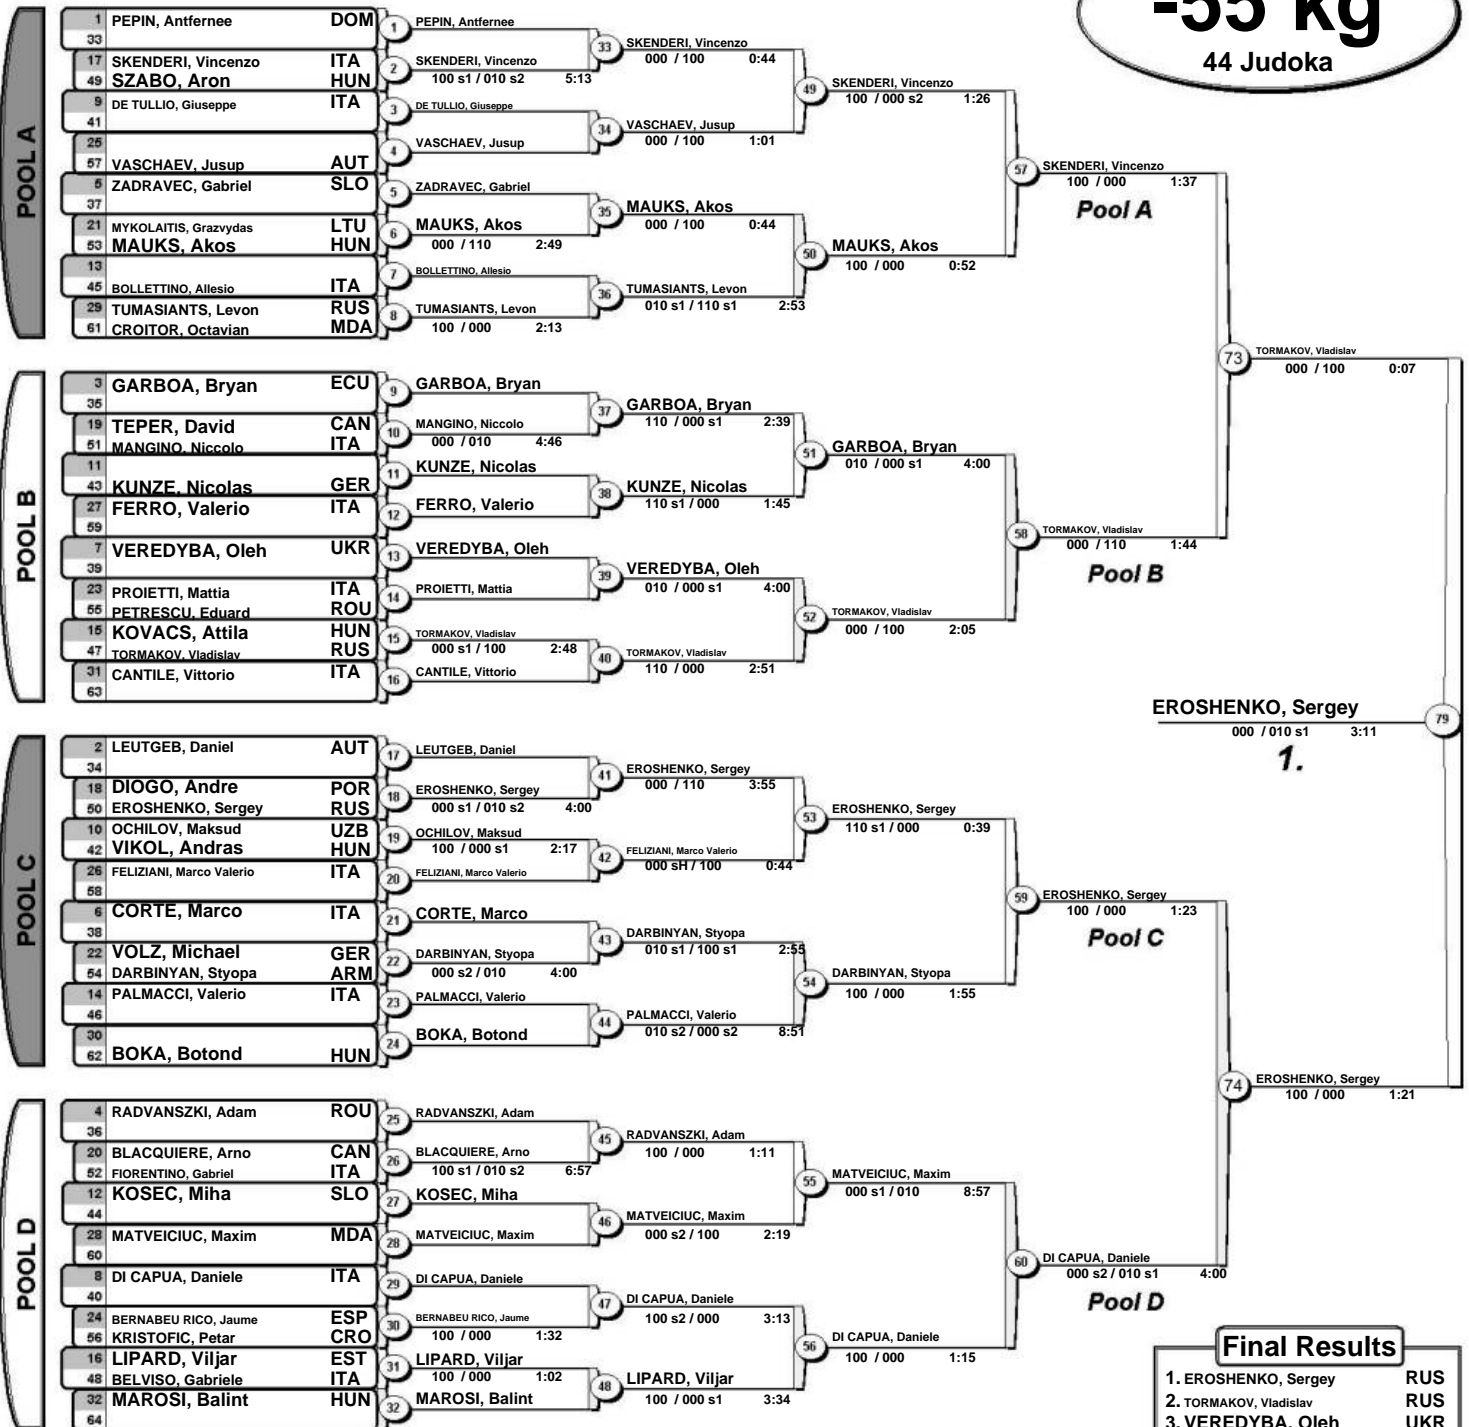 -55 kg
44 Judoka
POOL A
1 PEPIN, Antfernee DOM
33
17 SKENDERI, Vincenzo ITA
49 SZABO, Aron HUN
9 DE TULLIO, Giuseppe ITA
41
25
57 VASCHAEV, Jusup AUT
5 ZADRAVEC, Gabriel SLO
37
21 MYKOLAITIS, Grazvydas LTU
53 MAUKS, Akos HUN
13
45 BOLLETTINO, Allesio ITA
29 TUMASIANTS, Levon RUS
61 CROITOR, Octavian MDA
1 PEPIN, Antfernee
2 SKENDERI, Vincenzo
100 s1 / 010 s2 5:13
3 DE TULLIO, Giuseppe
4 VASCHAEV, Jusup
5 ZADRAVEC, Gabriel
6 MAUKS, Akos
000 / 110 2:49
7 BOLLETTINO, Allesio
8 TUMASIANTS, Levon
100 / 000 2:13
33 SKENDERI, Vincenzo
000 / 100 0:44
34 VASCHAEV, Jusup
000 / 100 1:01
35 MAUKS, Akos
000 / 100 0:44
36 TUMASIANTS, Levon
010 s1 / 110 s1 2:53
49 SKENDERI, Vincenzo
100 / 000 s2 1:26
50 MAUKS, Akos
100 / 000 0:52
57 SKENDERI, Vincenzo
100 / 000 1:37
Pool A
POOL B
3 GARBOA, Bryan ECU
35
19 TEPER, David CAN
51 MANGINO, Niccolo ITA
11
43 KUNZE, Nicolas GER
27 FERRO, Valerio ITA
59
7 VEREDYBA, Oleh UKR
39
23 PROIETTI, Mattia ITA
55 PETRESCU, Eduard ROU
15 KOVACS, Attila HUN
47 TORMAKOV, Vladislav RUS
31 CANTILE, Vittorio ITA
63
9 GARBOA, Bryan
10 MANGINO, Niccolo
000 / 010 4:46
11 KUNZE, Nicolas
12 FERRO, Valerio
13 VEREDYBA, Oleh
14 PROIETTI, Mattia
15 TORMAKOV, Vladislav
000 s1 / 100 2:48
16 CANTILE, Vittorio
37 GARBOA, Bryan
110 / 000 s1 2:39
38 KUNZE, Nicolas
110 s1 / 000 1:45
39 VEREDYBA, Oleh
010 / 000 s1 4:00
40 TORMAKOV, Vladislav
110 / 000 2:51
51 GARBOA, Bryan
010 / 000 s1 4:00
52 TORMAKOV, Vladislav
000 / 100 2:05
58 TORMAKOV, Vladislav
000 / 110 1:44
Pool B
73 TORMAKOV, Vladislav
000 / 100 0:07
EROSHENKO, Sergey 79
000 / 010 s1 3:11
1.
POOL C
2 LEUTGEB, Daniel AUT
34
18 DIOGO, Andre POR
50 EROSHENKO, Sergey RUS
10 OCHILOV, Maksud UZB
42 VIKOL, Andras HUN
26 FELIZIANI, Marco Valerio ITA
58
6 CORTE, Marco ITA
38
22 VOLZ, Michael GER
54 DARBINYAN, Styopa ARM
14 PALMACCI, Valerio ITA
46
30
62 BOKA, Botond HUN
17 LEUTGEB, Daniel
18 EROSHENKO, Sergey
000 s1 / 010 s2 4:00
19 OCHILOV, Maksud
100 / 000 s1 2:17
20 FELIZIANI, Marco Valerio
21 CORTE, Marco
22 DARBINYAN, Styopa
000 s2 / 010 4:00
23 PALMACCI, Valerio
24 BOKA, Botond
41 EROSHENKO, Sergey
000 / 110 3:55
42 FELIZIANI, Marco Valerio
000 sH / 100 0:44
43 DARBINYAN, Styopa
010 s1 / 100 s1 2:55
44 PALMACCI, Valerio
010 s2 / 000 s2 8:51
53 EROSHENKO, Sergey
110 s1 / 000 0:39
54 DARBINYAN, Styopa
100 / 000 1:55
59 EROSHENKO, Sergey
100 / 000 1:23
Pool C
74 EROSHENKO, Sergey
100 / 000 1:21
POOL D
4 RADVANSZKI, Adam ROU
36
20 BLACQUIERE, Arno CAN
52 FIORENTINO, Gabriel ITA
12 KOSEC, Miha SLO
44
28 MATVEICIUC, Maxim MDA
60
8 DI CAPUA, Daniele ITA
40
24 BERNABEU RICO, Jaume ESP
56 KRISTOFIC, Petar CRO
16 LIPARD, Viljar EST
48 BELVISO, Gabriele ITA
32 MAROSI, Balint HUN
64
25 RADVANSZKI, Adam
26 BLACQUIERE, Arno
100 s1 / 010 s2 6:57
27 KOSEC, Miha
28 MATVEICIUC, Maxim
29 DI CAPUA, Daniele
30 BERNABEU RICO, Jaume
100 / 000 1:32
31 LIPARD, Viljar
100 / 000 1:02
32 MAROSI, Balint
45 RADVANSZKI, Adam
100 / 000 1:11
46 MATVEICIUC, Maxim
000 s2 / 100 2:19
47 DI CAPUA, Daniele
100 s2 / 000 3:13
48 LIPARD, Viljar
100 / 000 s1 3:34
55 MATVEICIUC, Maxim
000 s1 / 010 8:57
56 DI CAPUA, Daniele
100 / 000 1:15
60 DI CAPUA, Daniele
000 s2 / 010 s1 4:00
Pool D
Final Results
1. EROSHENKO, Sergey RUS
2. TORMAKOV, Vladislav RUS
3. VEREDYBA, Oleh UKR